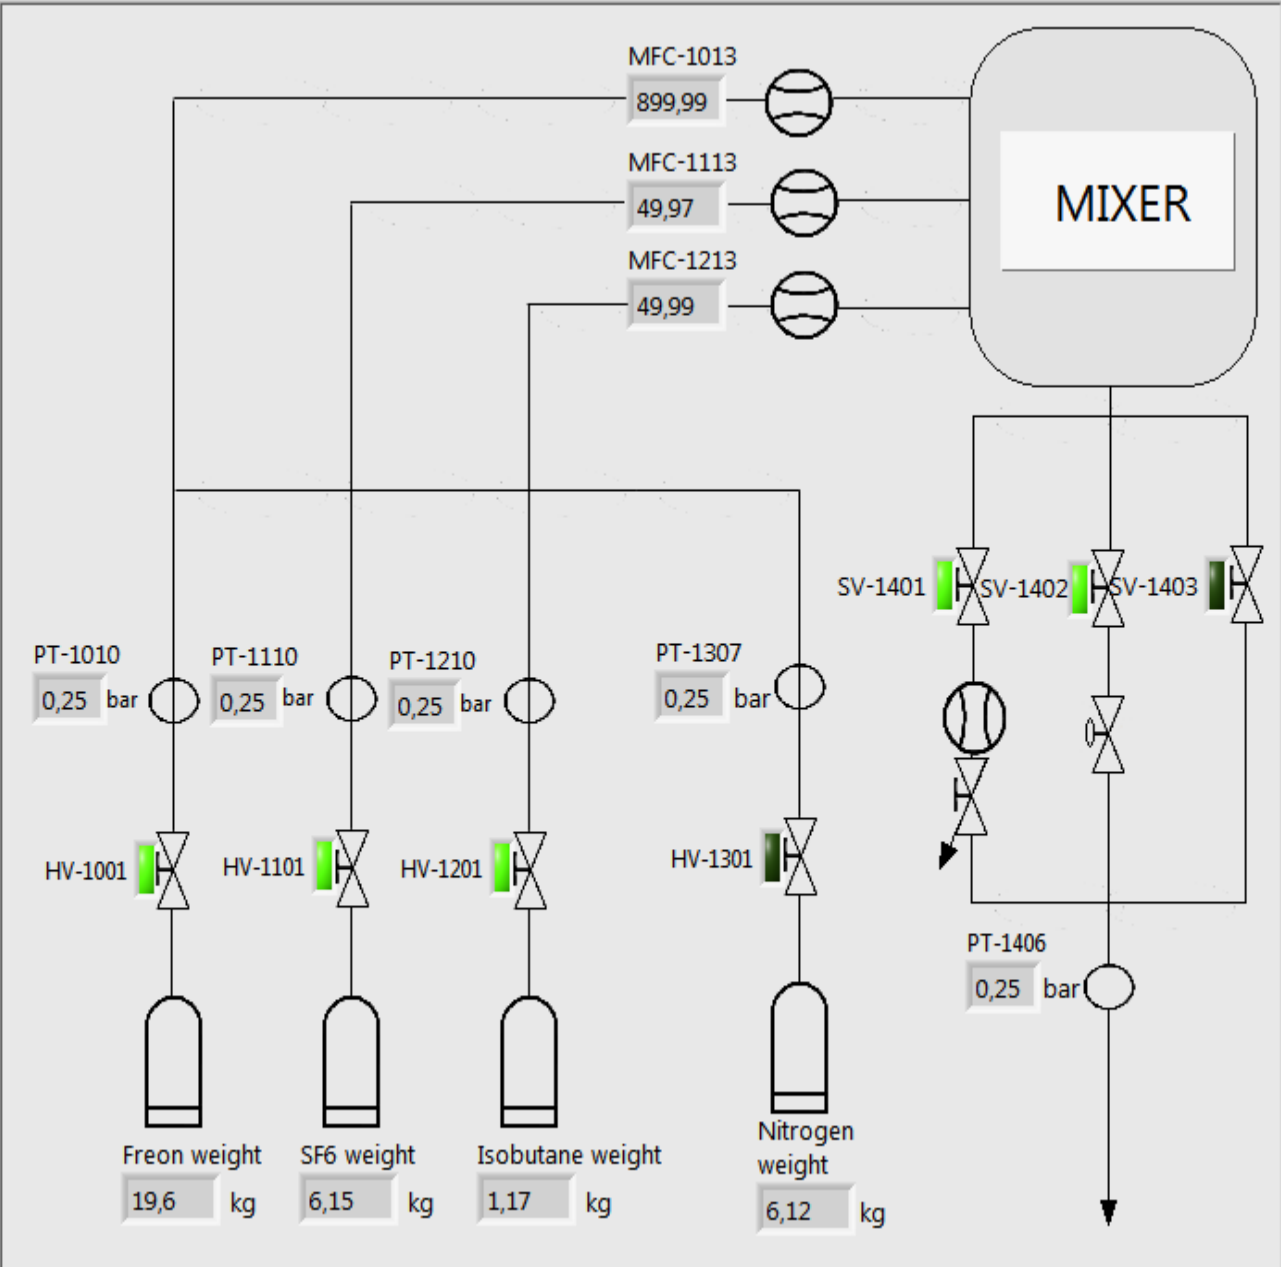 MFC-1013
899,99
MFC-1113
49,97
MFC-1213
49,99
MIXER
SV-1401
SV-1402
SV-1403
PT-1010
0,25 bar
PT-1110
0,25 bar
PT-1210
0,25 bar
PT-1307
0,25 bar
HV-1001
HV-1101
HV-1201
HV-1301
PT-1406
0,25 bar
Freon weight
19,6 kg
SF6 weight
6,15 kg
Isobutane weight
1,17 kg
Nitrogen
weight
6,12 kg